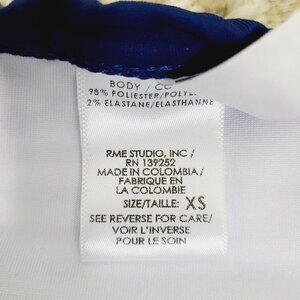 BODY / CO
98% POLIESTER/POLYE
2% ELASTANE/ELASTHANNE
RME STUDIO, INC /
RN 139252
MADE IN COLOMBIA/
FABRIQUE EN
LA COLOMBIE
SIZE/TAILLE: XS
SEE REVERSE FOR CARE/
VOIR L'INVERSE
POUR LE SOIN